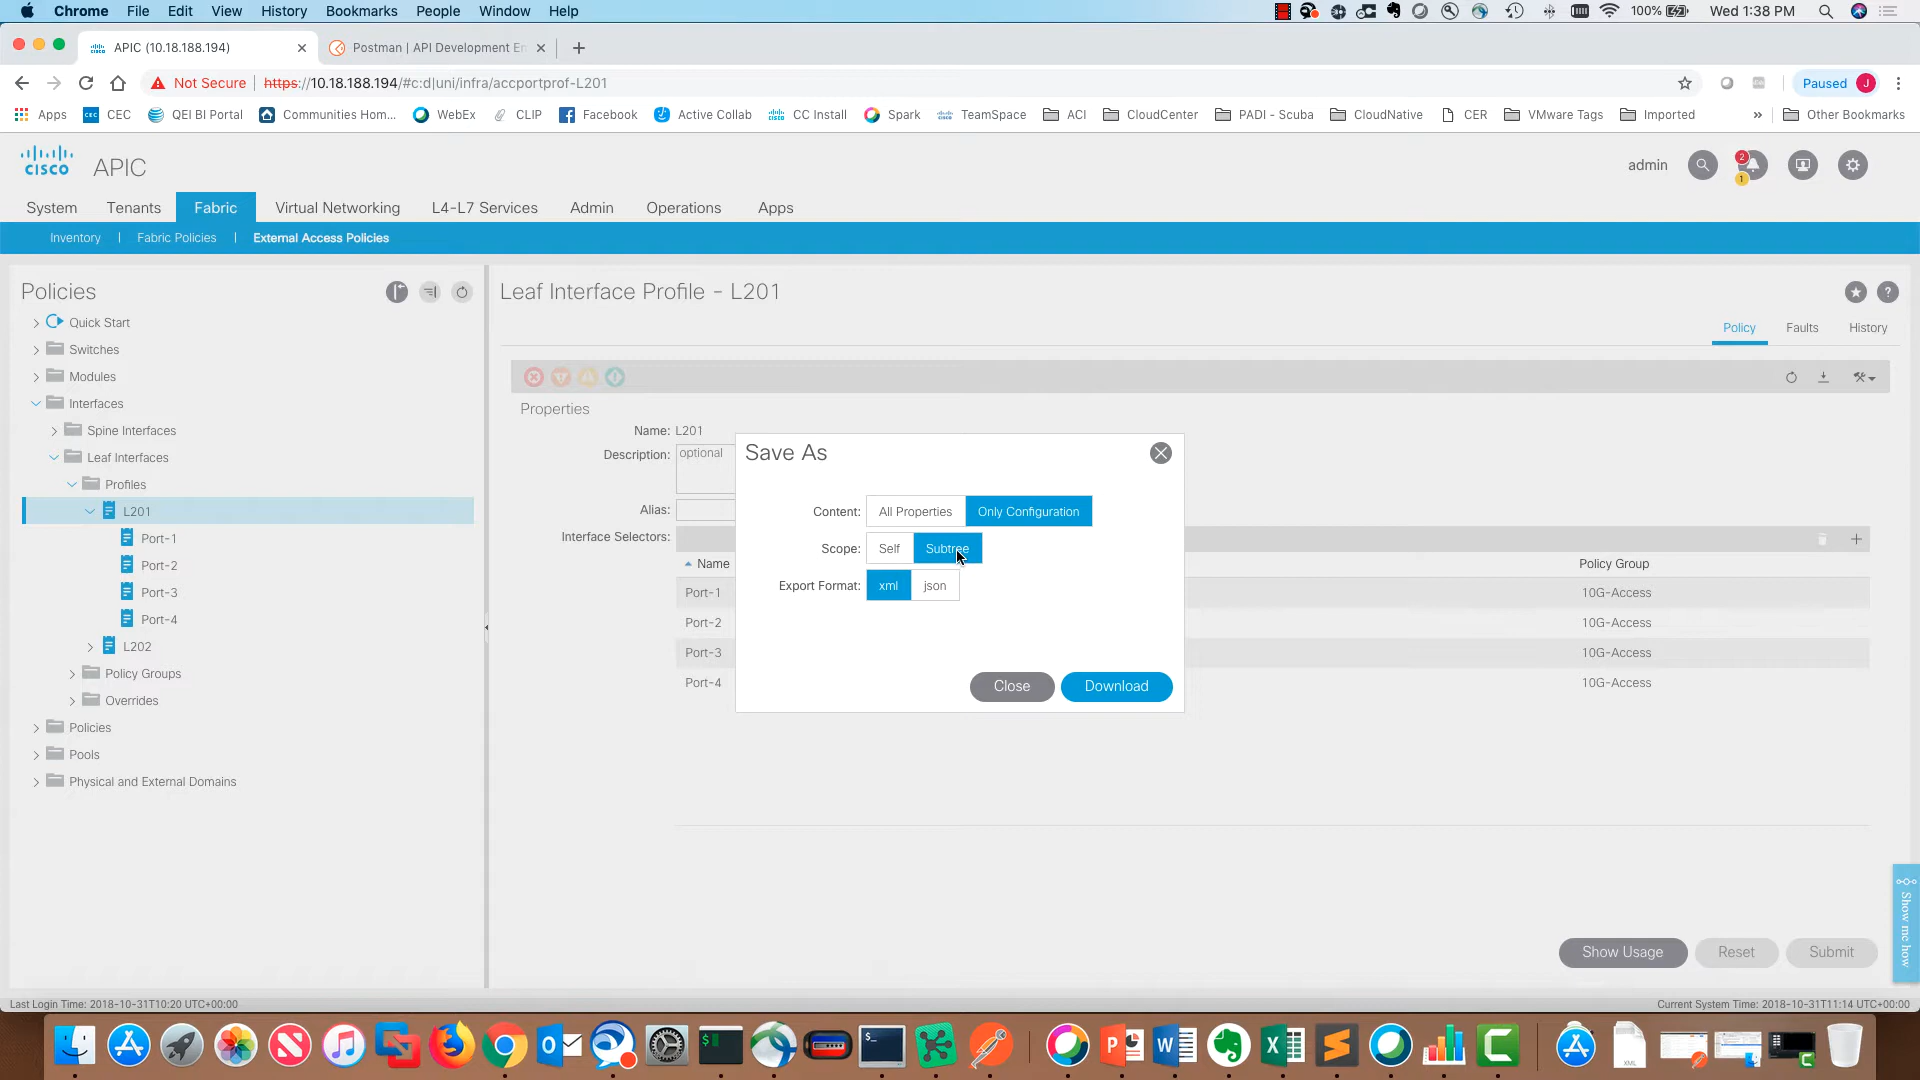 Chrome File Edit View History Bookmarks People Window Help 100% Wed 1:38 PM
APIC (10.18.188.194) Postman | API Development En
Not Secure https://10.18.188.194/#c:d|uni/infra/accportprof-L201 Paused J
Apps CEC CEC QEI BI Portal Communities Hom... WebEx CLIP Facebook Active Collab CC Install Spark TeamSpace ACI CloudCenter PADI - Scuba CloudNative CER VMware Tags Imported » Other Bookmarks
cisco APIC admin 2 1
System Tenants Fabric Virtual Networking L4-L7 Services Admin Operations Apps
Inventory | Fabric Policies | External Access Policies
Policies
Quick Start
Switches
Modules
Interfaces
Spine Interfaces
Leaf Interfaces
Profiles
L201
Port-1
Port-2
Port-3
Port-4
L202
Policy Groups
Overrides
Policies
Pools
Physical and External Domains
Leaf Interface Profile - L201
Policy Faults History
Properties
Name: L201
Description: optional
Alias:
Interface Selectors:
Name Policy Group
Port-1 10G-Access
Port-2 10G-Access
Port-3 10G-Access
Port-4 10G-Access
Save As
Content: All Properties Only Configuration
Scope: Self Subtree
Export Format: xml json
Close Download
Show me how
Show Usage Reset Submit
Last Login Time: 2018-10-31T10:20 UTC+00:00 Current System Time: 2018-10-31T11:14 UTC+00:00